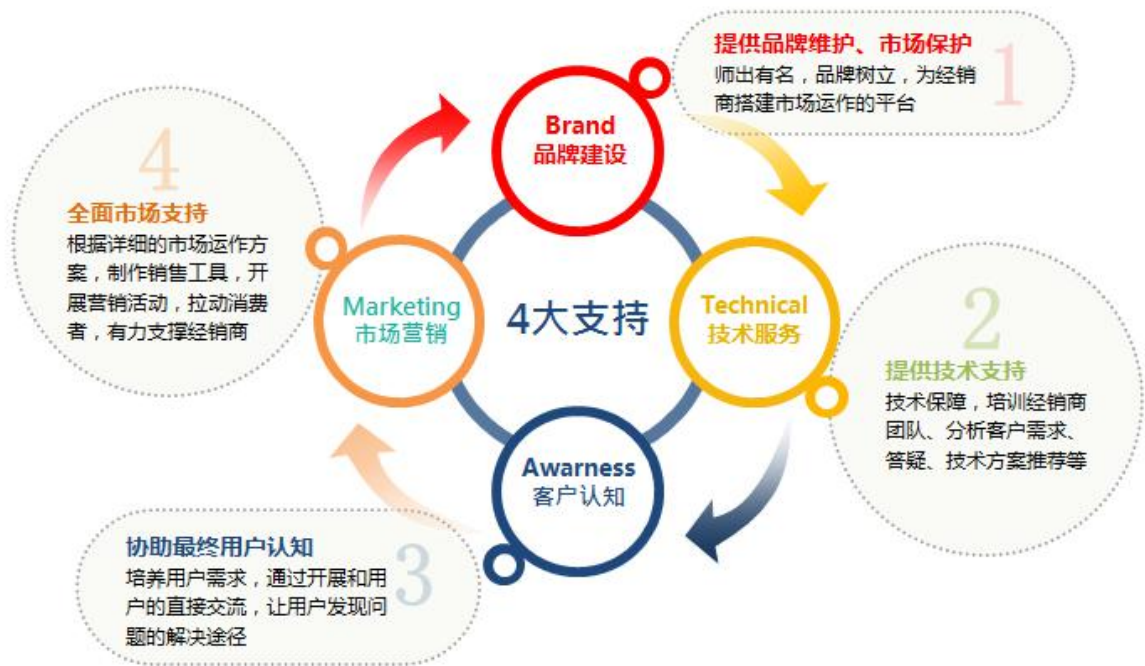 提供品牌维护、市场保护
师出有名，品牌树立，为经销
商搭建市场运作的平台
1
Brand
品牌建设
4
全面市场支持
根据详细的市场运作方
案，制作销售工具，开
展营销活动，拉动消费
者，有力支撑经销商
Marketing
市场营销
4大支持
Technical
技术服务
2
提供技术支持
技术保障，培训经销商
团队、分析客户需求、
答疑、技术方案推荐等
Awarness
客户认知
3
协助最终用户认知
培养用户需求，通过开展和用
户的直接交流，让用户发现问
题的解决途径